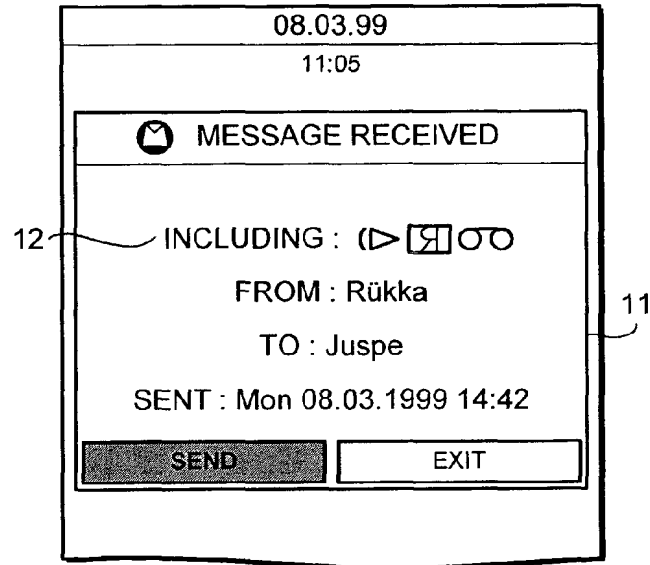 08.03.99
11:05
MESSAGE RECEIVED
12
INCLUDING : Я
FROM : Rükka
11
TO : Juspe
SENT : Mon 08.03.1999 14:42
SEND
EXIT